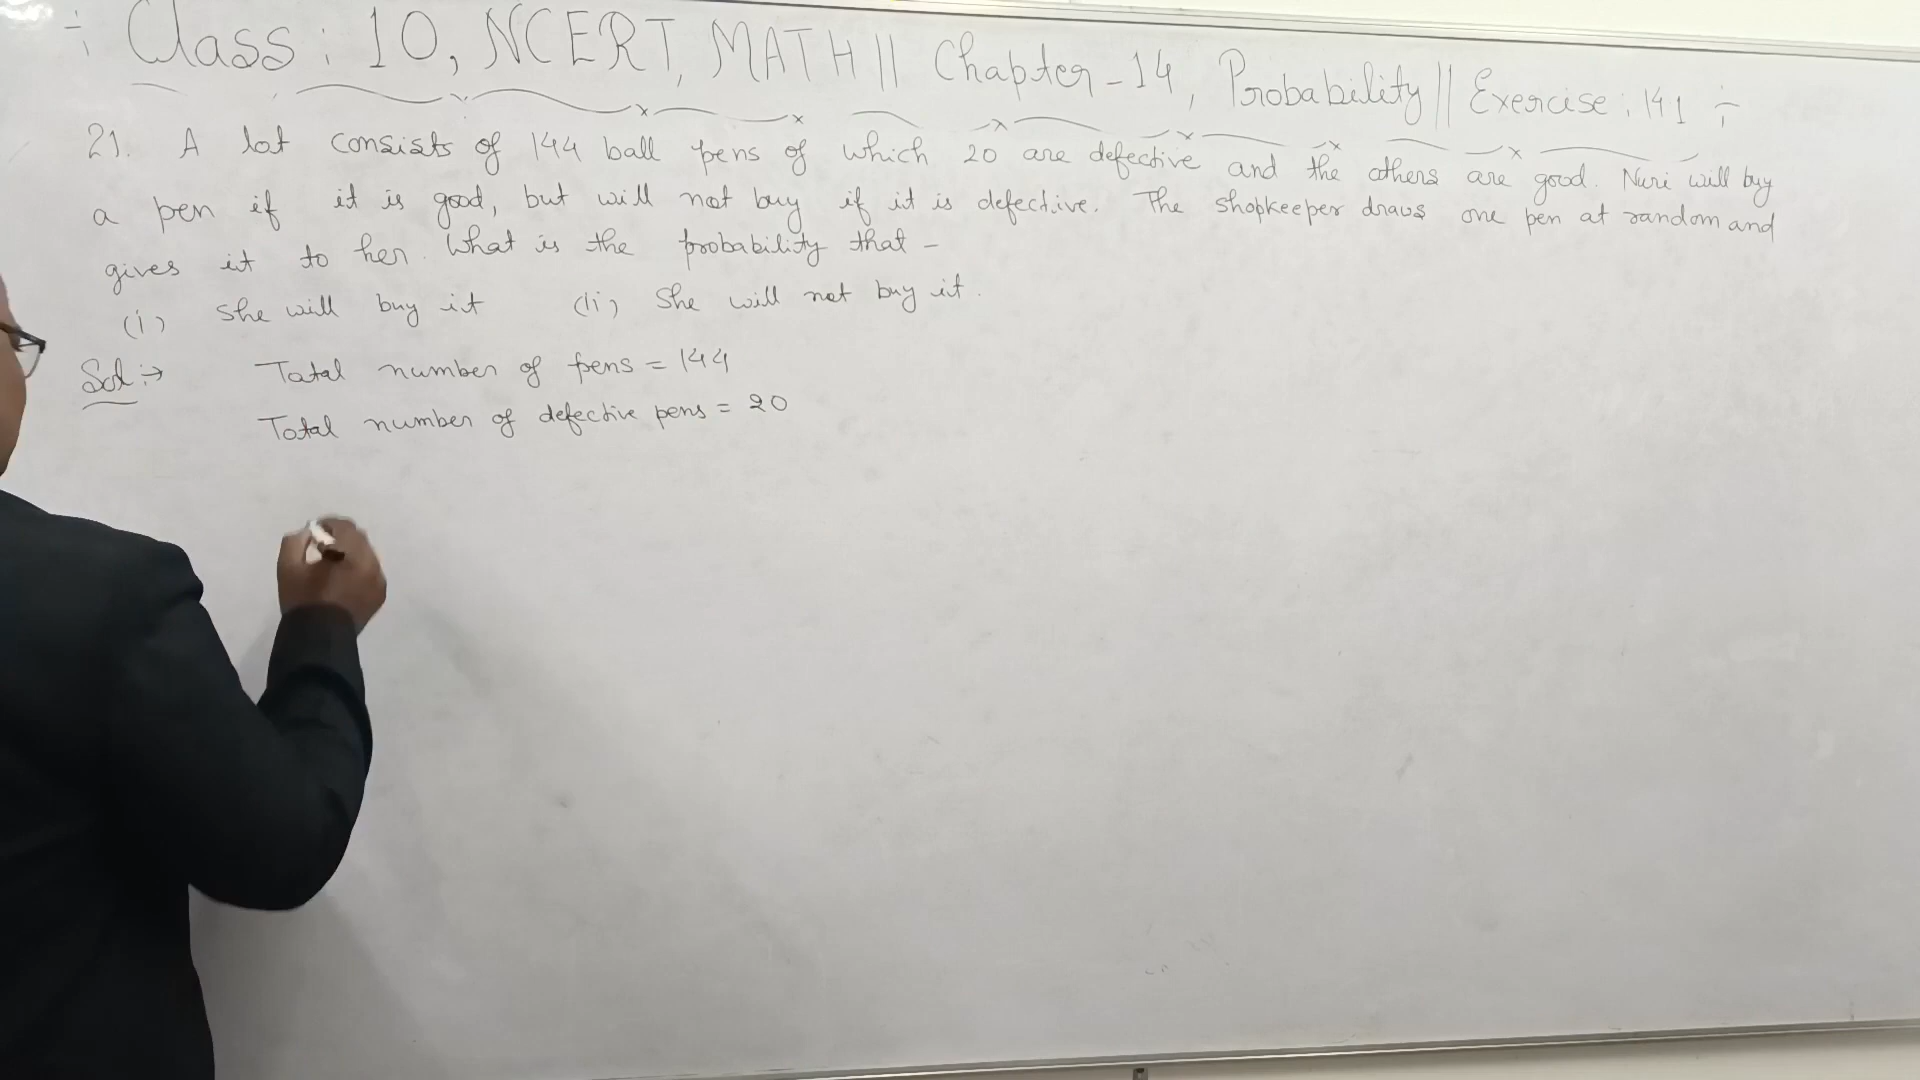 ÷ Class : 10, NCERT, MATH || Chapter - 14, Probability || Exercise : 14.1 ÷
21. A lot consists of 144 ball pens of which 20 are defective and the others are good. Nuri will buy
a pen if it is good, but will not buy if it is defective. The shopkeeper draws one pen at random and
gives it to her. What is the probability that -
(i) She will buy it (ii) She will not buy it.
Sol :→ Total number of pens = 144
Total number of defective pens = 20